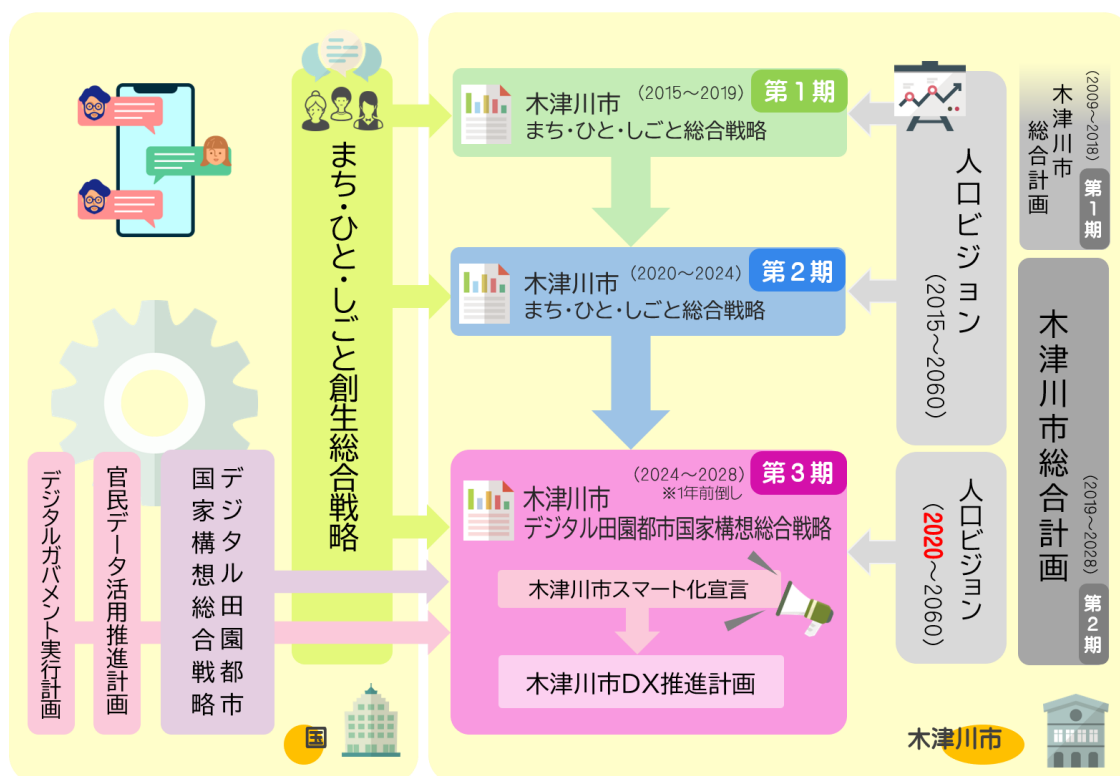 まち・ひと・しごと創生総合戦略
デジタルガバメント実行計画
官民データ活用推進計画
デジタル田園都市
国家構想総合戦略
国
第1期
(2015〜2019)
木津川市
まち・ひと・しごと総合戦略
第2期
(2020〜2024)
木津川市
まち・ひと・しごと総合戦略
第3期
(2024〜2028)
※1年前倒し
木津川市
デジタル田園都市国家構想総合戦略
木津川市スマート化宣言
木津川市DX推進計画
人口ビジョン
(2015〜2060)
人口ビジョン
(2020〜2060)
(2009〜2018)
木津川市
総合計画
第1期
木津川市総合計画
(2019〜2028)
第2期
木津川市